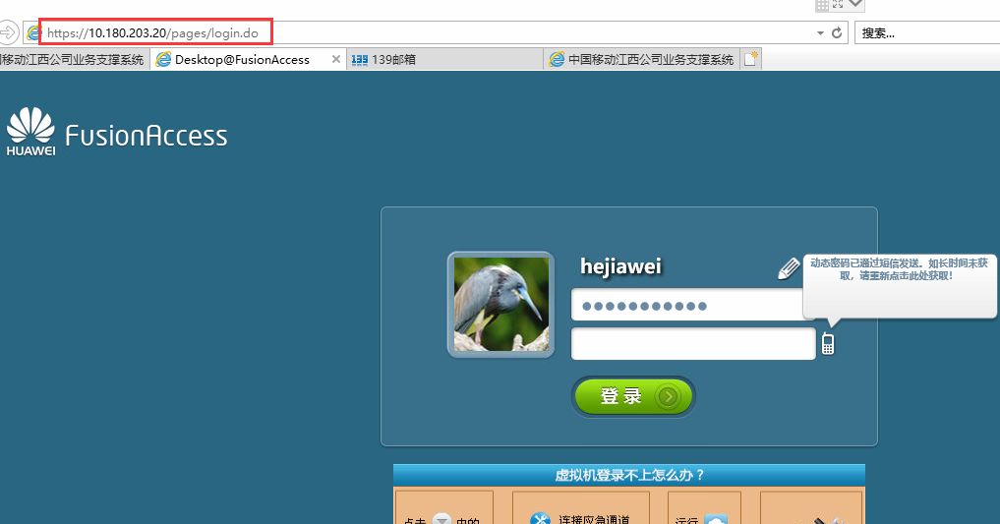 https://10.180.203.20/pages/login.do
搜索...
移动江西公司业务支撑系统
Desktop@FusionAccess
139 139邮箱
中国移动江西公司业务支撑系统
HUAWEI FusionAccess
hejiawei
动态密码已通过短信发送。如长时间未获
取，请重新点击此处获取！
登录
虚拟机登录不上怎么办？
点击
中的
连接应急通道
运行